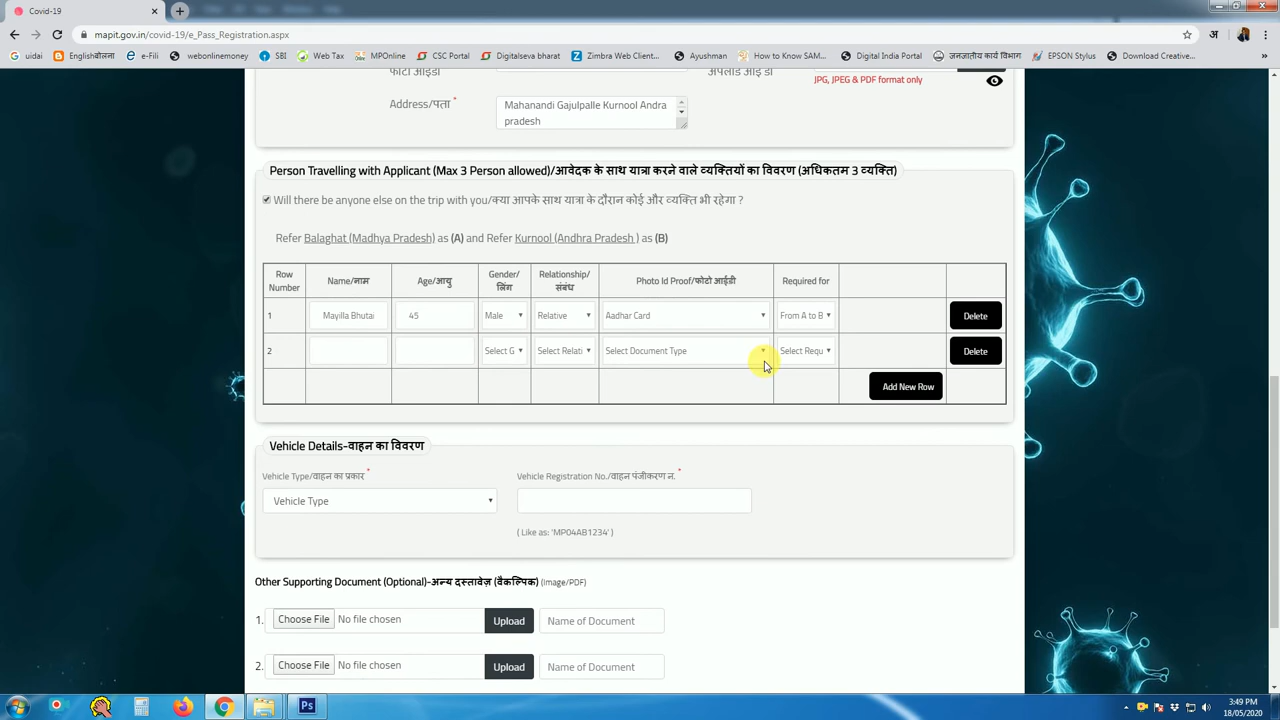 Covid-19
mapit.gov.in/covid-19/e_Pass_Registration.aspx
अ
uidai
Englishबोलना
e-Fili
webonlinemoney
SBI
Web Tax
MPOnline
CSC Portal
Digitalseva bharat
Zimbra Web Client...
Ayushman
How to Know SAM...
Digital India Portal
जनजातीय कार्य विभाग
EPSON Stylus
Download Creative...
फोटो आईडी
अपलोड आई डी
JPG, JPEG & PDF format only
Address/पता *
Mahanandi Gajulpalle Kurnool Andra
pradesh
Person Travelling with Applicant (Max 3 Person allowed)/आवेदक के साथ यात्रा करने वाले व्यक्तियों का विवरण (अधिकतम 3 व्यक्ति)
Will there be anyone else on the trip with you/क्या आपके साथ यात्रा के दौरान कोई और व्यक्ति भी रहेगा ?
Refer Balaghat (Madhya Pradesh) as (A) and Refer Kurnool (Andhra Pradesh ) as (B)
Row Number
Name/नाम
Age/आयु
Gender/लिंग
Relationship/संबंध
Photo Id Proof/फोटो आईडी
Required for
1 Mayilla Bhutai 45 Male Relative Aadhar Card From A to B Delete
2 Select G Select Relati Select Document Type Select Requ Delete
Add New Row
Vehicle Details-वाहन का विवरण
Vehicle Type/वाहन का प्रकार * Vehicle Registration No./वाहन पंजीकरण न. *
Vehicle Type
( Like as: 'MP04AB1234' )
Other Supporting Document (Optional)-अन्य दस्तावेज़ (वैकल्पिक) (image/PDF)
1. Choose File No file chosen Upload Name of Document
2. Choose File No file chosen Upload Name of Document
Ps
3:49 PM
18/05/2020